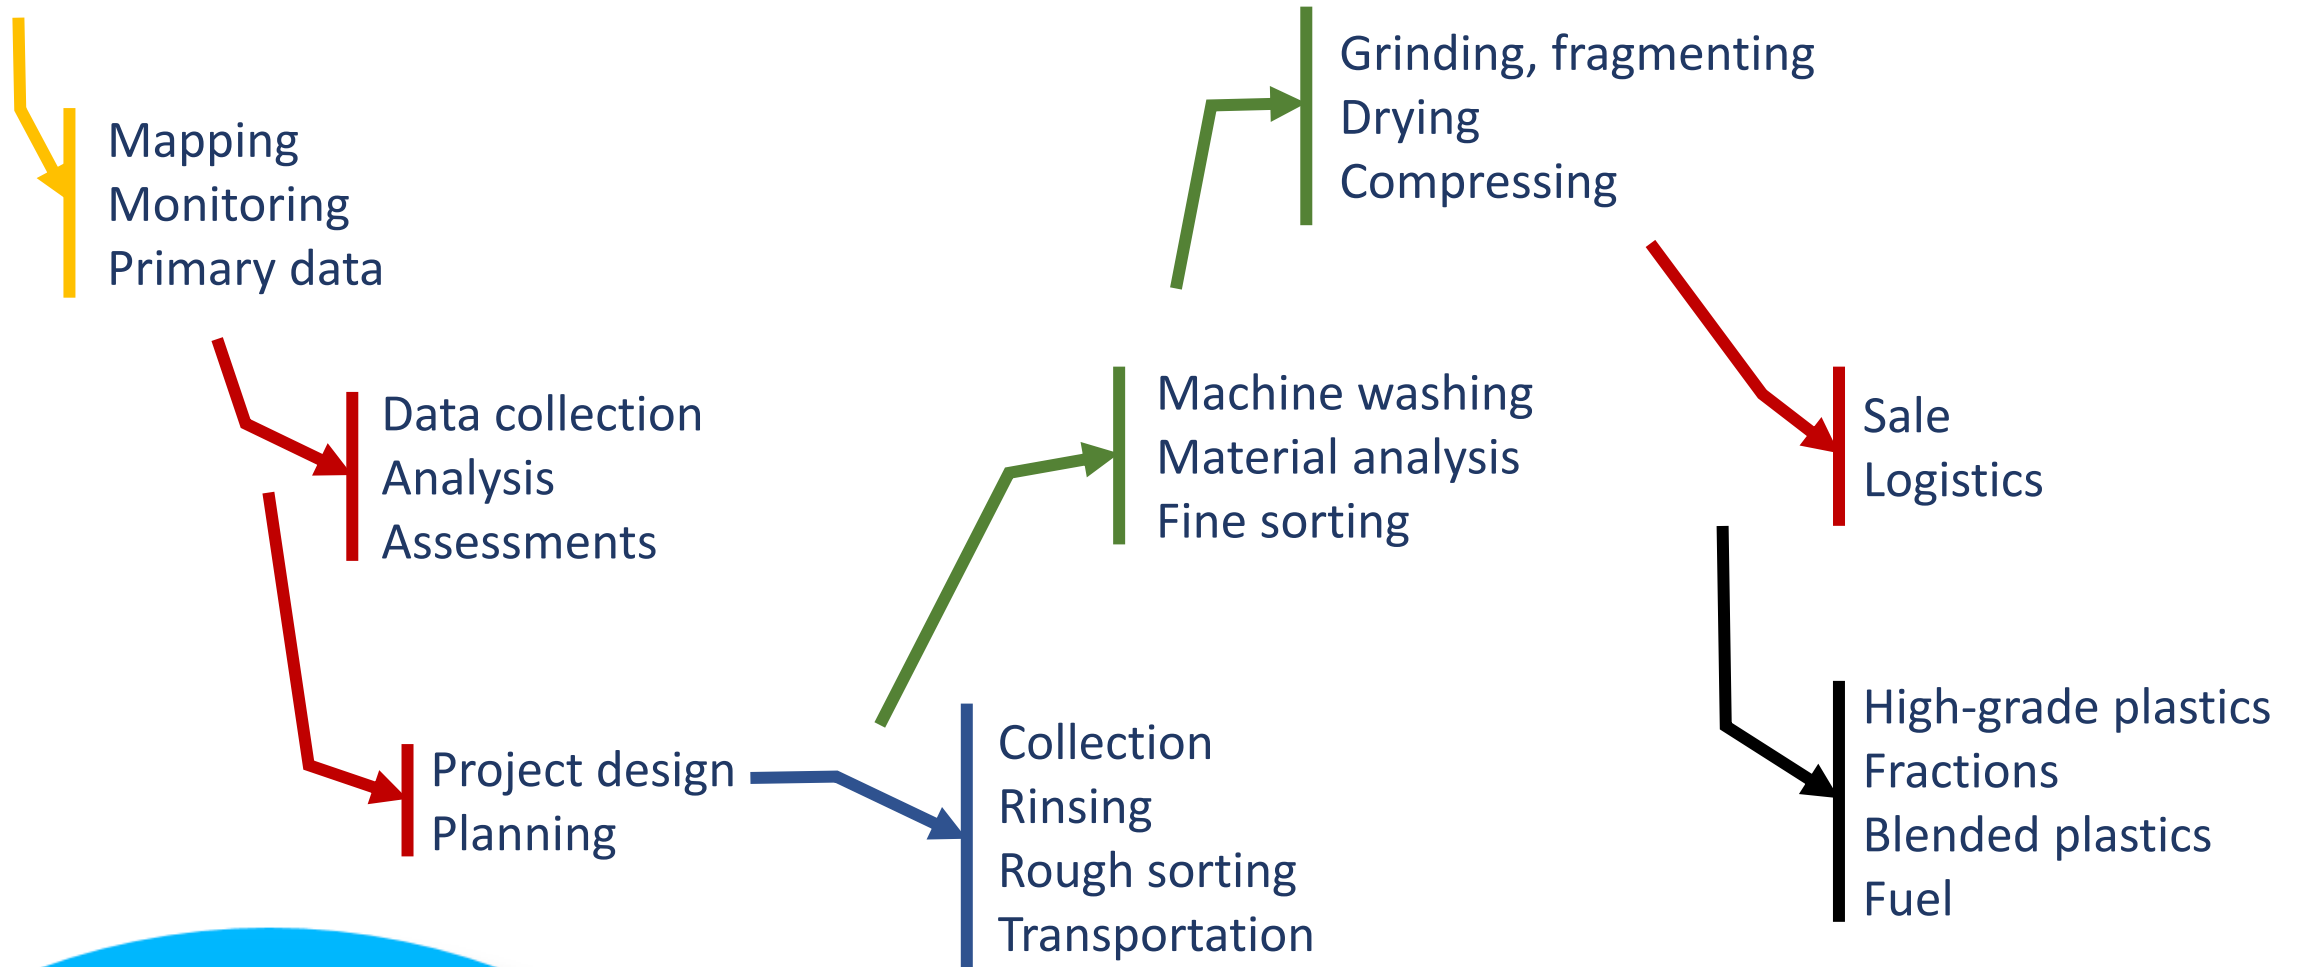 Mapping
Monitoring
Primary data
Data collection
Analysis
Assessments
Project design
Planning
Collection
Rinsing
Rough sorting
Transportation
Machine washing
Material analysis
Fine sorting
Grinding, fragmenting
Drying
Compressing
Sale
Logistics
High-grade plastics
Fractions
Blended plastics
Fuel